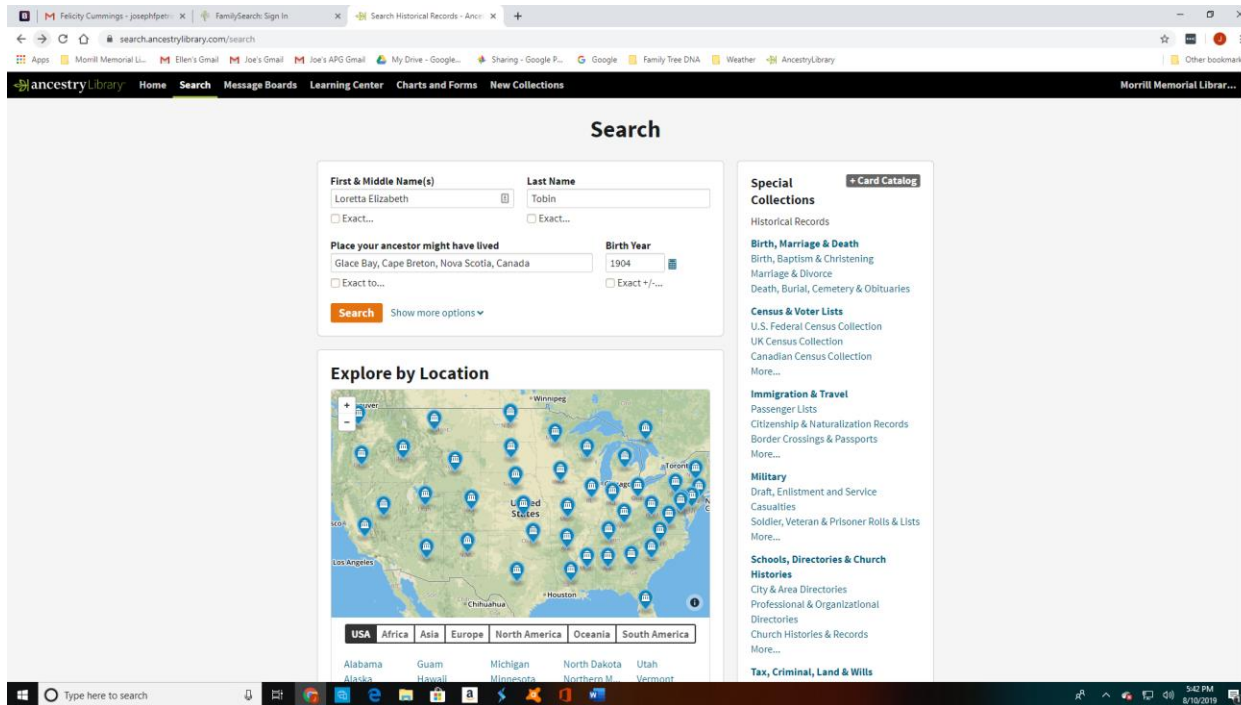 Felicity Cummings - josephfpetr
FamilySearch: Sign In
Search Historical Records - Ance
search.ancestrylibrary.com/search
Apps Morrill Memorial Li... Ellen's Gmail Joe's Gmail Joe's APG Gmail My Drive - Google... Sharing - Google P... Google Family Tree DNA Weather AncestryLibrary Other bookmark
ancestryLibrary Home Search Message Boards Learning Center Charts and Forms New Collections Morrill Memorial Librar...
Search
First & Middle Name(s) Last Name
Loretta Elizabeth Tobin
Exact... Exact...
Place your ancestor might have lived Birth Year
Glace Bay, Cape Breton, Nova Scotia, Canada 1904
Exact to... Exact +/-...
Search Show more options
Explore by Location
+
-
uver
Winnipeg
Toront
Chicago
United
States
sco
Los Angeles
Houston
Chihuahua
USA Africa Asia Europe North America Oceania South America
Alabama Guam Michigan North Dakota Utah
Alaska Hawaii Minnesota Northern M... Vermont
Special
Collections
+ Card Catalog
Historical Records
Birth, Marriage & Death
Birth, Baptism & Christening
Marriage & Divorce
Death, Burial, Cemetery & Obituaries
Census & Voter Lists
U.S. Federal Census Collection
UK Census Collection
Canadian Census Collection
More...
Immigration & Travel
Passenger Lists
Citizenship & Naturalization Records
Border Crossings & Passports
More...
Military
Draft, Enlistment and Service
Casualties
Soldier, Veteran & Prisoner Rolls & Lists
More...
Schools, Directories & Church
Histories
City & Area Directories
Professional & Organizational
Directories
Church Histories & Records
More...
Tax, Criminal, Land & Wills
Type here to search
5:42 PM
8/10/2019